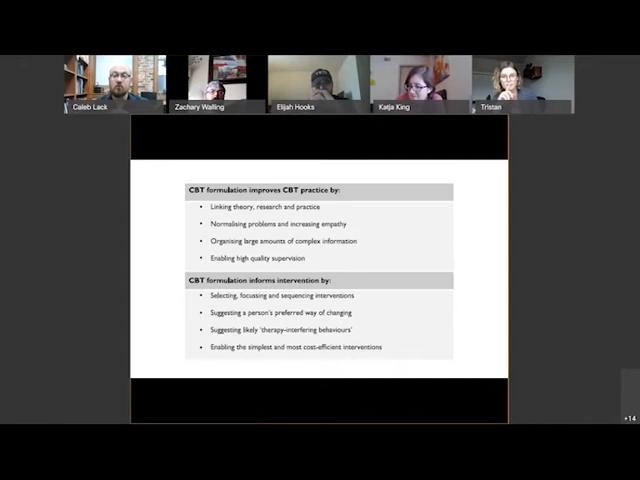 Caleb Lack
Zachary Walling
Elijah Hooks
Katja King
Tristan
CBT formulation improves CBT practice by:
• Linking theory, research and practice
• Normalising problems and increasing empathy
• Organising large amounts of complex information
• Enabling high quality supervision
CBT formulation informs intervention by:
• Selecting, focussing and sequencing interventions
• Suggesting a person's preferred way of changing
• Suggesting likely 'therapy-interfering behaviours'
• Enabling the simplest and most cost-efficient interventions
+14